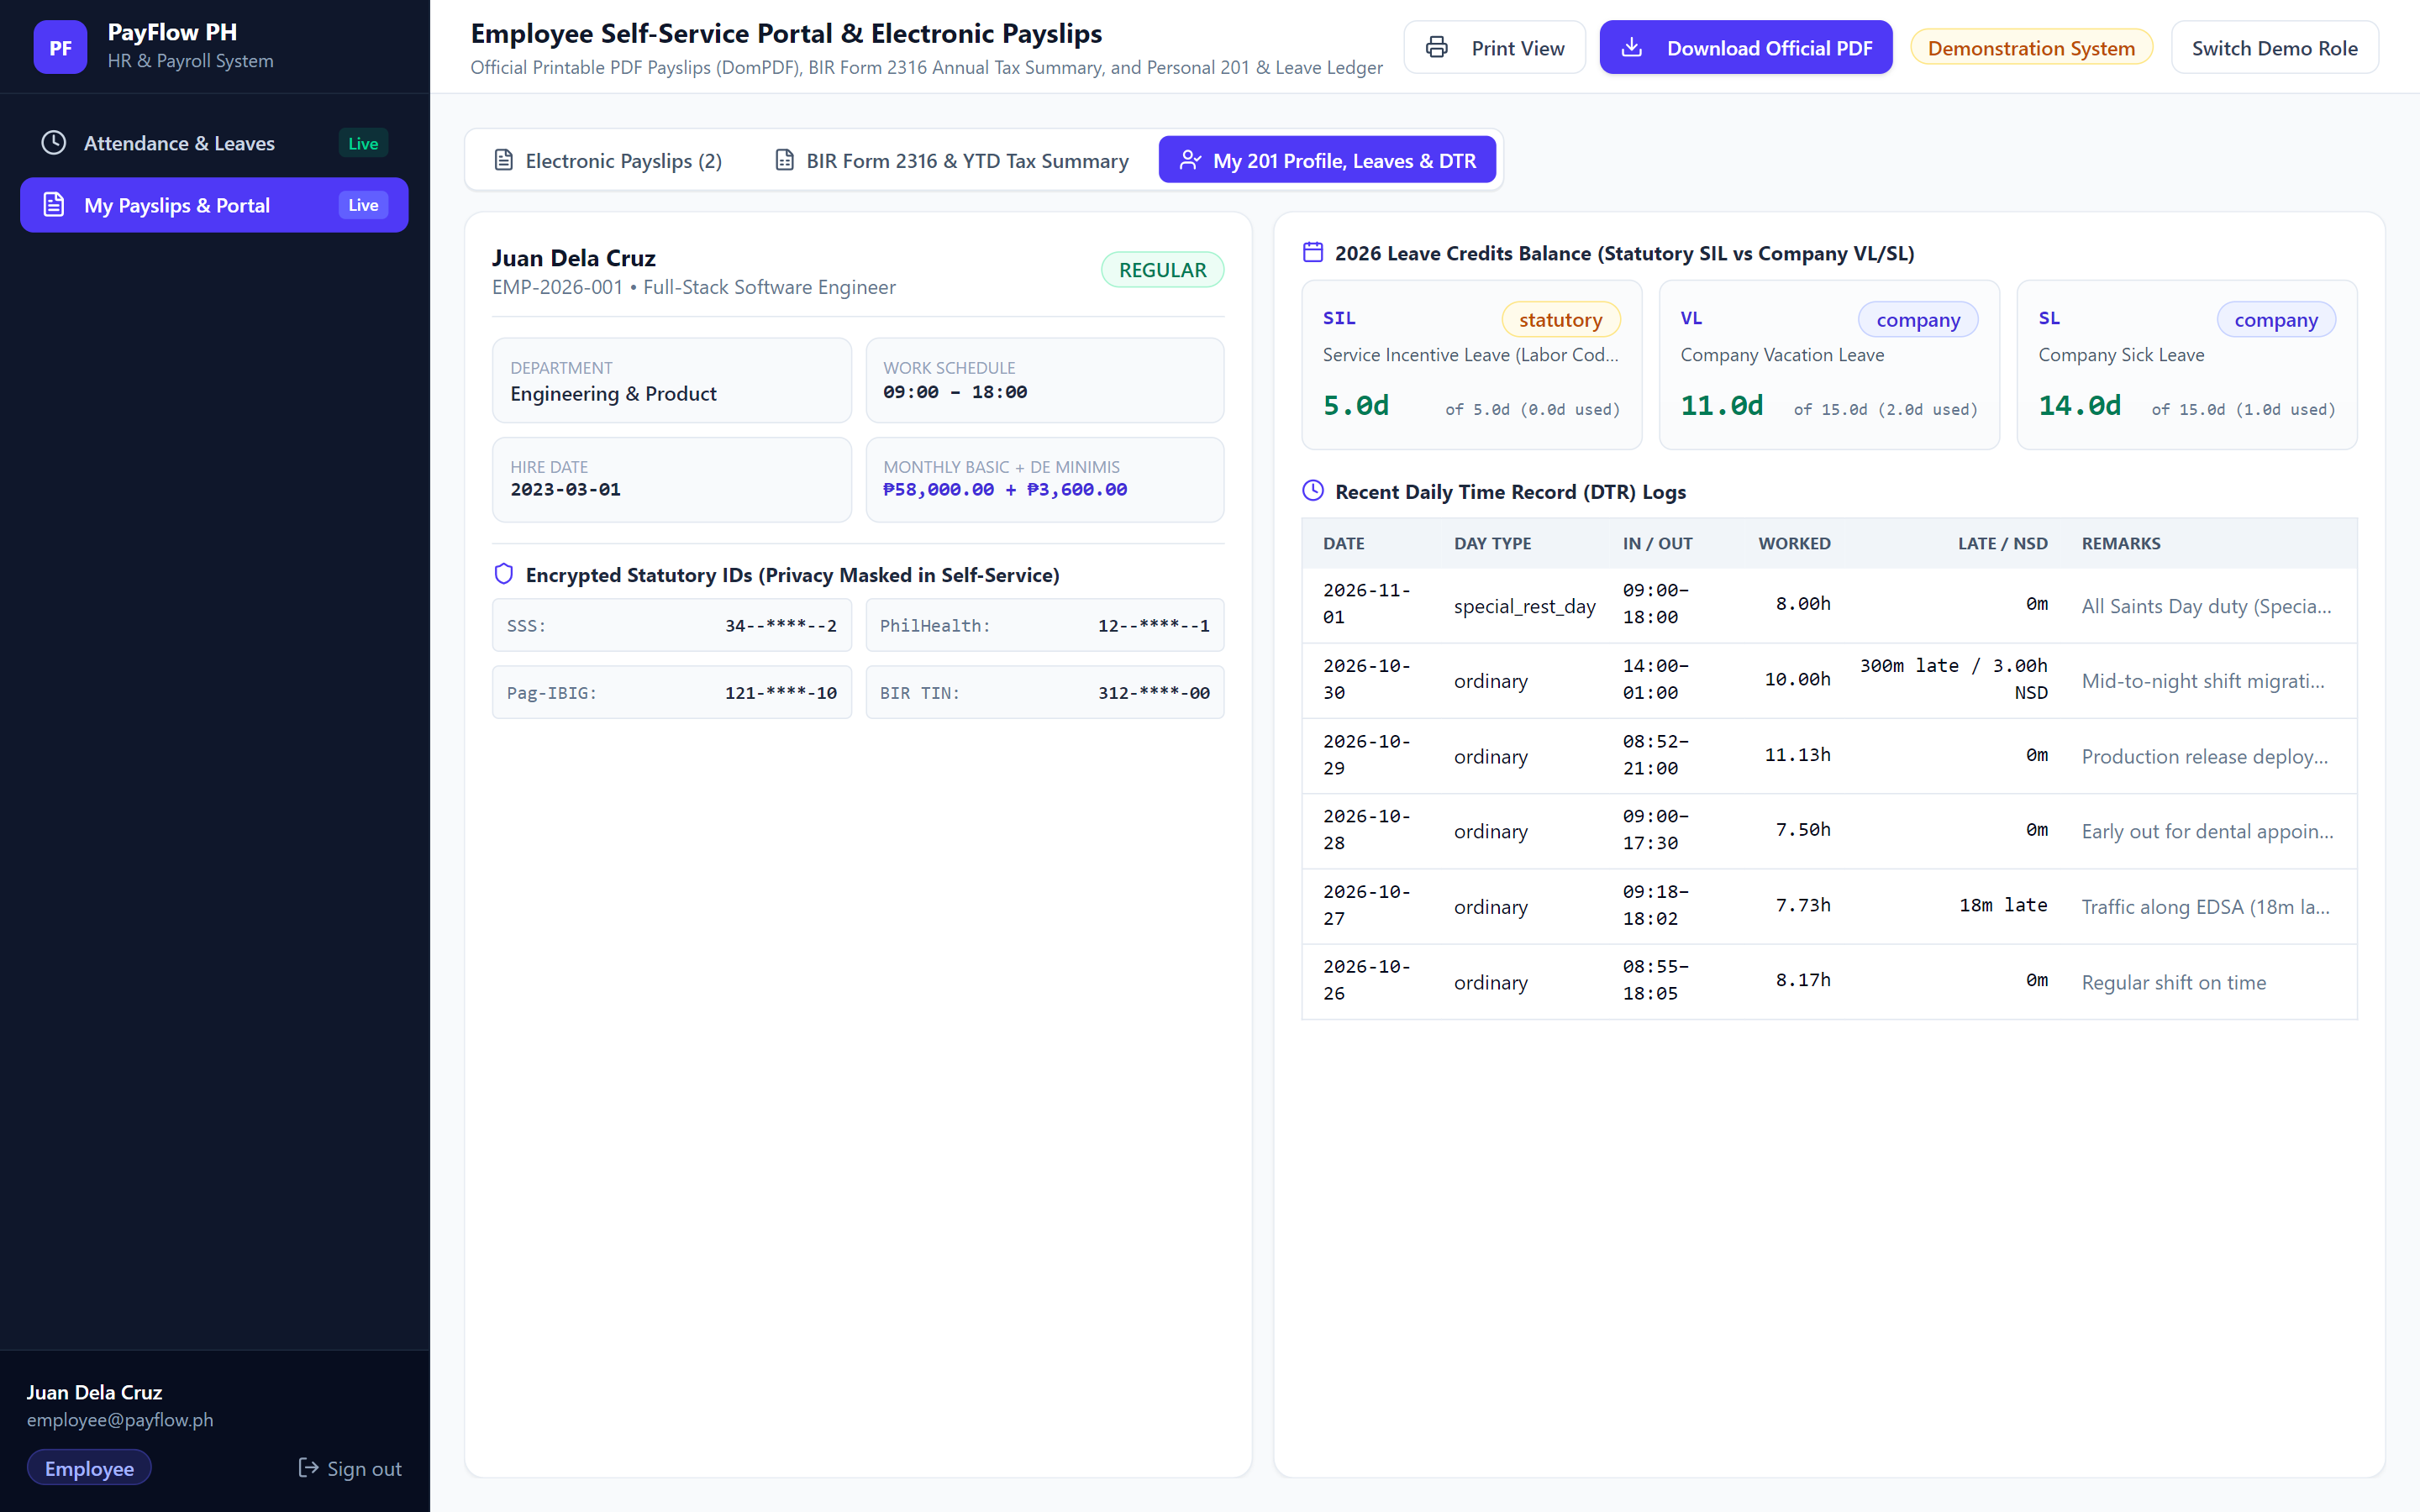 PF
PayFlow PH
HR & Payroll System
Attendance & Leaves Live
My Payslips & Portal Live
Juan Dela Cruz
employee@payflow.ph
Employee Sign out
Employee Self-Service Portal & Electronic Payslips
Official Printable PDF Payslips (DomPDF), BIR Form 2316 Annual Tax Summary, and Personal 201 & Leave Ledger
Print View
Download Official PDF
Demonstration System
Switch Demo Role
Electronic Payslips (2)
BIR Form 2316 & YTD Tax Summary
My 201 Profile, Leaves & DTR
Juan Dela Cruz
EMP-2026-001 • Full-Stack Software Engineer
REGULAR
DEPARTMENT
Engineering & Product
WORK SCHEDULE
09:00 – 18:00
HIRE DATE
2023-03-01
MONTHLY BASIC + DE MINIMIS
₱58,000.00 + ₱3,600.00
Encrypted Statutory IDs (Privacy Masked in Self-Service)
SSS: 34--****--2
PhilHealth: 12--****--1
Pag-IBIG: 121-****-10
BIR TIN: 312-****-00
2026 Leave Credits Balance (Statutory SIL vs Company VL/SL)
SIL statutory
Service Incentive Leave (Labor Cod...
5.0d of 5.0d (0.0d used)
VL company
Company Vacation Leave
11.0d of 15.0d (2.0d used)
SL company
Company Sick Leave
14.0d of 15.0d (1.0d used)
Recent Daily Time Record (DTR) Logs
DATE DAY TYPE IN / OUT WORKED LATE / NSD REMARKS
2026-11-01 special_rest_day 09:00–18:00 8.00h 0m All Saints Day duty (Specia...
2026-10-30 ordinary 14:00–01:00 10.00h 300m late / 3.00h NSD Mid-to-night shift migrati...
2026-10-29 ordinary 08:52–21:00 11.13h 0m Production release deploy...
2026-10-28 ordinary 09:00–17:30 7.50h 0m Early out for dental appoin...
2026-10-27 ordinary 09:18–18:02 7.73h 18m late Traffic along EDSA (18m la...
2026-10-26 ordinary 08:55–18:05 8.17h 0m Regular shift on time